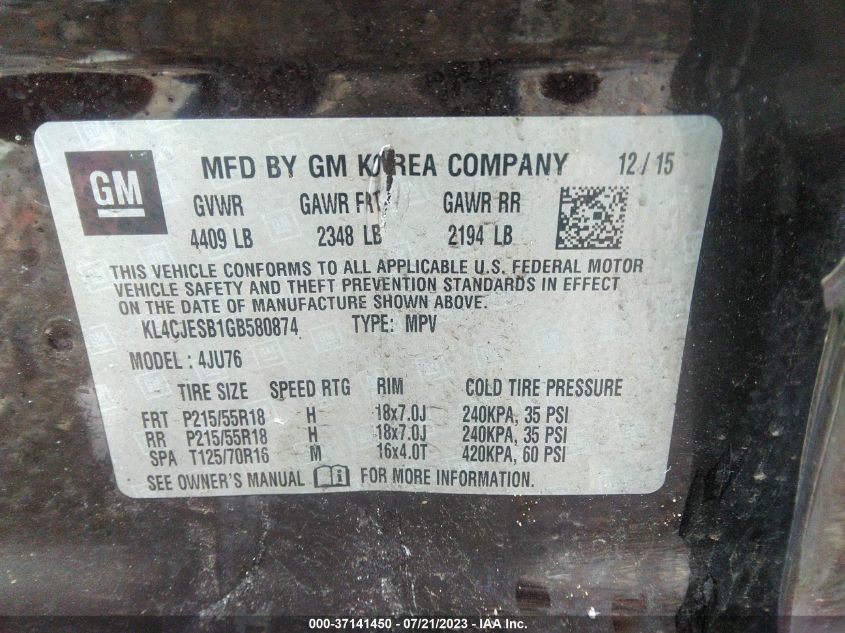 GM
MFD BY GM KOREA COMPANY 12/15
GVWR GAWR FRT GAWR RR
4409 LB 2348 LB 2194 LB
THIS VEHICLE CONFORMS TO ALL APPLICABLE U.S. FEDERAL MOTOR
VEHICLE SAFETY AND THEFT PREVENTION STANDARDS IN EFFECT
ON THE DATE OF MANUFACTURE SHOWN ABOVE.
KL4CJESB1GB580874 TYPE: MPV
MODEL : 4JU76
TIRE SIZE SPEED RTG RIM COLD TIRE PRESSURE
FRT P215/55R18 H 18x7.0J 240KPA, 35 PSI
RR P215/55R18 H 18x7.0J 240KPA, 35 PSI
SPA T125/70R16 M 16x4.0T 420KPA, 60 PSI
SEE OWNER'S MANUAL FOR MORE INFORMATION.
000-37141450 - 07/21/2023 - IAA Inc.